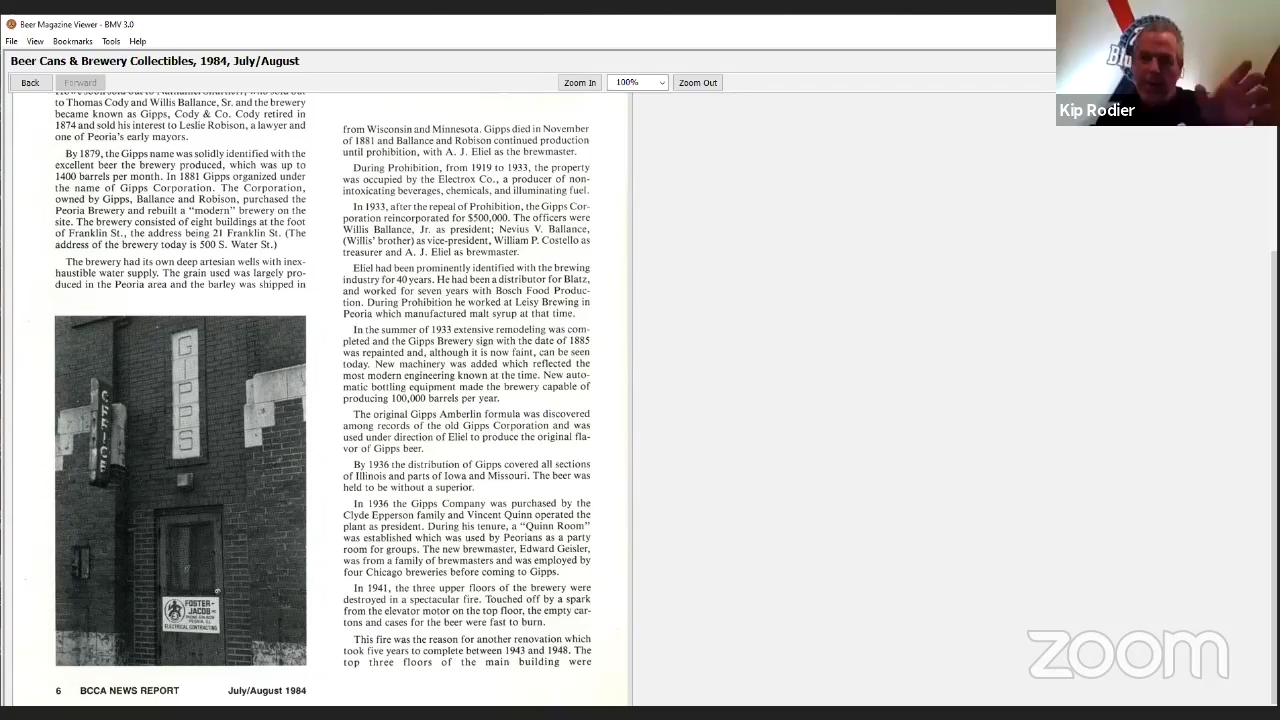 Beer Magazine Viewer - BMV 3.0
File View Bookmarks Tools Help
Beer Cans & Brewery Collectibles, 1984, July/August
Back Forward Zoom In 100% Zoom Out
Kip Rodier
to Thomas Cody and Willis Ballance, Sr. and the brewery
became known as Gipps, Cody & Co. Cody retired in
1874 and sold his interest to Leslie Robison, a lawyer and
one of Peoria's early mayors.
By 1879, the Gipps name was solidly identified with the
excellent beer the brewery produced, which was up to
1400 barrels per month. In 1881 Gipps organized under
the name of Gipps Corporation. The Corporation,
owned by Gipps, Ballance and Robison, purchased the
Peoria Brewery and rebuilt a “modern” brewery on the
site. The brewery consisted of eight buildings at the foot
of Franklin St., the address being 21 Franklin St. (The
address of the brewery today is 500 S. Water St.)
The brewery had its own deep artesian wells with inex-
haustible water supply. The grain used was largely pro-
duced in the Peoria area and the barley was shipped in
GIPPS
OFFICE
FOSTER-
JACOB
PEORIA, ILL.
ELECTRICAL CONTRACTING
6 BCCA NEWS REPORT July/August 1984
from Wisconsin and Minnesota. Gipps died in November
of 1881 and Ballance and Robison continued production
until prohibition, with A. J. Eliel as the brewmaster.
During Prohibition, from 1919 to 1933, the property
was occupied by the Electrox Co., a producer of non-
intoxicating beverages, chemicals, and illuminating fuel.
In 1933, after the repeal of Prohibition, the Gipps Cor-
poration reincorporated for $500,000. The officers were
Willis Ballance, Jr. as president; Nevius V. Ballance,
(Willis' brother) as vice-president, William P. Costello as
treasurer and A. J. Eliel as brewmaster.
Eliel had been prominently identified with the brewing
industry for 40 years. He had been a distributor for Blatz,
and worked for seven years with Bosch Food Produc-
tion. During Prohibition he worked at Leisy Brewing in
Peoria which manufactured malt syrup at that time.
In the summer of 1933 extensive remodeling was com-
pleted and the Gipps Brewery sign with the date of 1885
was repainted and, although it is now faint, can be seen
today. New machinery was added which reflected the
most modern engineering known at the time. New auto-
matic bottling equipment made the brewery capable of
producing 100,000 barrels per year.
The original Gipps Amberlin formula was discovered
among records of the old Gipps Corporation and was
used under direction of Eliel to produce the original fla-
vor of Gipps beer.
By 1936 the distribution of Gipps covered all sections
of Illinois and parts of Iowa and Missouri. The beer was
held to be without a superior.
In 1936 the Gipps Company was purchased by the
Clyde Epperson family and Vincent Quinn operated the
plant as president. During his tenure, a “Quinn Room”
was established which was used by Peorians as a party
room for groups. The new brewmaster, Edward Geisler,
was from a family of brewmasters and was employed by
four Chicago breweries before coming to Gipps.
In 1941, the three upper floors of the brewery were
destroyed in a spectacular fire. Touched off by a spark
from the elevator motor on the top floor, the empty car-
tons and cases for the beer were fast to burn.
This fire was the reason for another renovation which
took five years to complete between 1943 and 1948. The
top three floors of the main building were
zoom